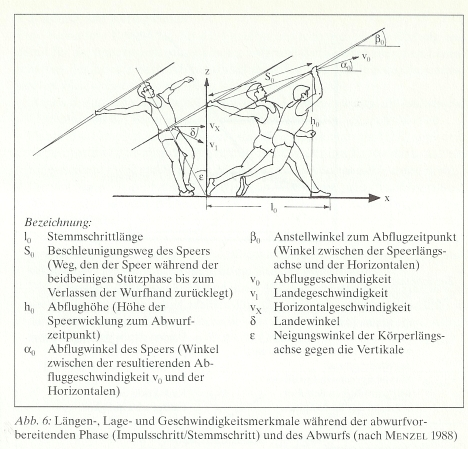 β₀
v₀
α₀
z
S₀
h₀
δ
vₓ
vₗ
ε
x
l₀
Bezeichnung:
l₀ Stemmschrittlänge
S₀ Beschleunigungsweg des Speers
(Weg, den der Speer während der
beidbeinigen Stützphase bis zum
Verlassen der Wurfhand zurücklegt)
h₀ Abflughöhe (Höhe der
Speerwicklung zum Abwurf-
zeitpunkt)
α₀ Abflugwinkel des Speers (Winkel
zwischen der resultierenden Ab-
fluggeschwindigkeit v₀ und der
Horizontalen)
β₀ Anstellwinkel zum Abflugzeitpunkt
(Winkel zwischen der Speerlängs-
achse und der Horizontalen)
v₀ Abfluggeschwindigkeit
vₗ Landegeschwindigkeit
vₓ Horizontalgeschwindigkeit
δ Landewinkel
ε Neigungswinkel der Körperlängs-
achse gegen die Vertikale
Abb. 6: Längen-, Lage- und Geschwindigkeitsmerkmale während der abwurfvor-
bereitenden Phase (Impulsschritt/Stemmschritt) und des Abwurfs (nach MENZEL 1988)